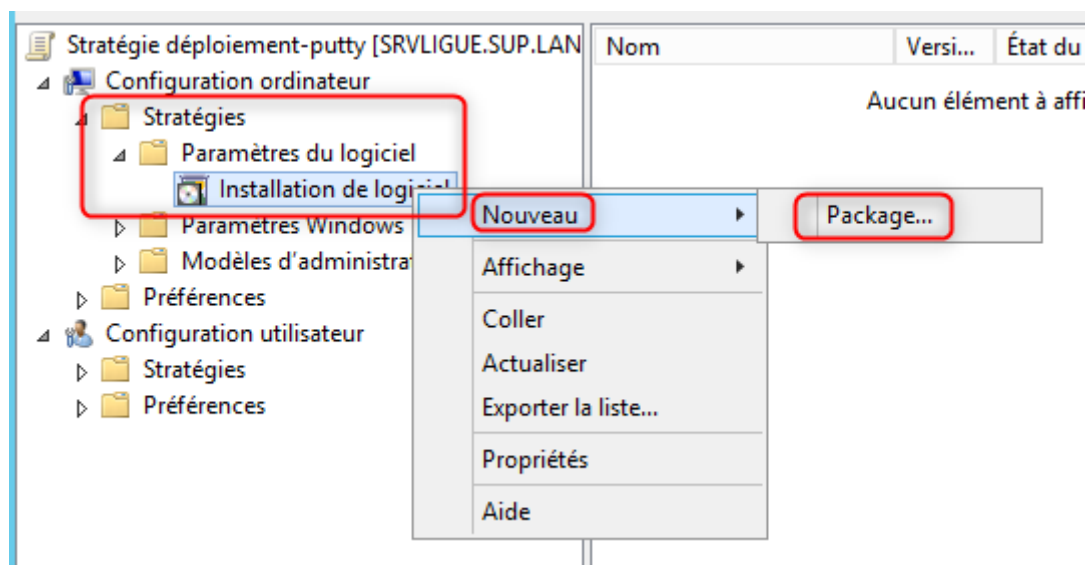 Stratégie déploiement-putty [SRVLIGUE.SUP.LAN
Nom Versi... État du
Configuration ordinateur
Aucun élément à affi
Stratégies
Paramètres du logiciel
Installation de logiciel
Nouveau
Package...
Paramètres Windows
Modèles d'administra
Affichage
Préférences
Coller
Configuration utilisateur
Actualiser
Stratégies
Exporter la liste...
Préférences
Propriétés
Aide